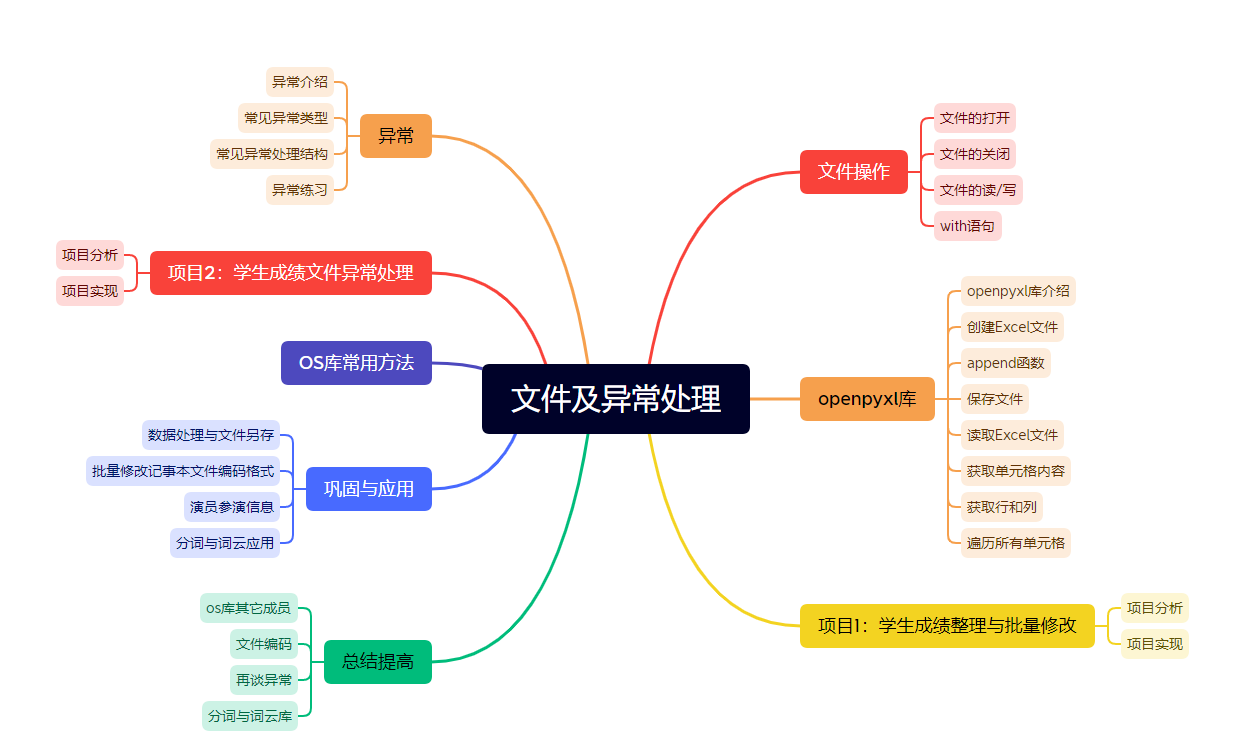 文件及异常处理
文件操作
文件的打开
文件的关闭
文件的读/写
with语句
openpyxl库
openpyxl库介绍
创建Excel文件
append函数
保存文件
读取Excel文件
获取单元格内容
获取行和列
遍历所有单元格
项目1：学生成绩整理与批量修改
项目分析
项目实现
异常
异常介绍
常见异常类型
常见异常处理结构
异常练习
项目2：学生成绩文件异常处理
项目分析
项目实现
OS库常用方法
巩固与应用
数据处理与文件另存
批量修改记事本文件编码格式
演员参演信息
分词与词云应用
总结提高
os库其它成员
文件编码
再谈异常
分词与词云库